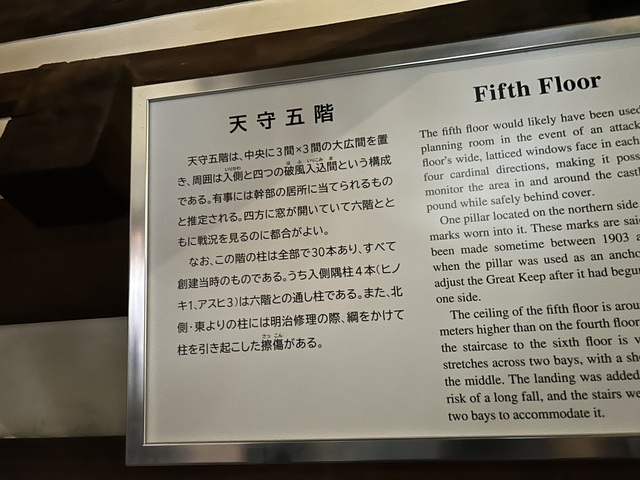 天守五階
天守五階は、中央に3間×3間の大広間を置
き、周囲は入側と四つの破風入込間という構成
である。有事には幹部の居所に当てられるもの
と推定される。四方に窓が開いていて六階とと
もに戦況を見るのに都合がよい。
なお、この階の柱は全部で30本あり、すべて
創建当時のものである。うち入側隅柱4本(ヒノ
キ1、アスヒ3)は六階との通し柱である。また、北
側・東よりの柱には明治修理の際、綱をかけて
柱を引き起こした擦傷がある。
Fifth Floor
The fifth floor would likely have been used
planning room in the event of an attack
floor's wide, latticed windows face in each
four cardinal directions, making it poss
monitor the area in and around the cast
pound while safely behind cover.
One pillar located on the northern side
marks worn into it. These marks are said
been made sometime between 1903 a
when the pillar was used as an ancho
adjust the Great Keep after it had begun
one side.
The ceiling of the fifth floor is arou
meters higher than on the fourth floor
the staircase to the sixth floor is v
stretches across two bays, with a sh
the middle. The landing was added
risk of a long fall, and the stairs we
two bays to accommodate it.